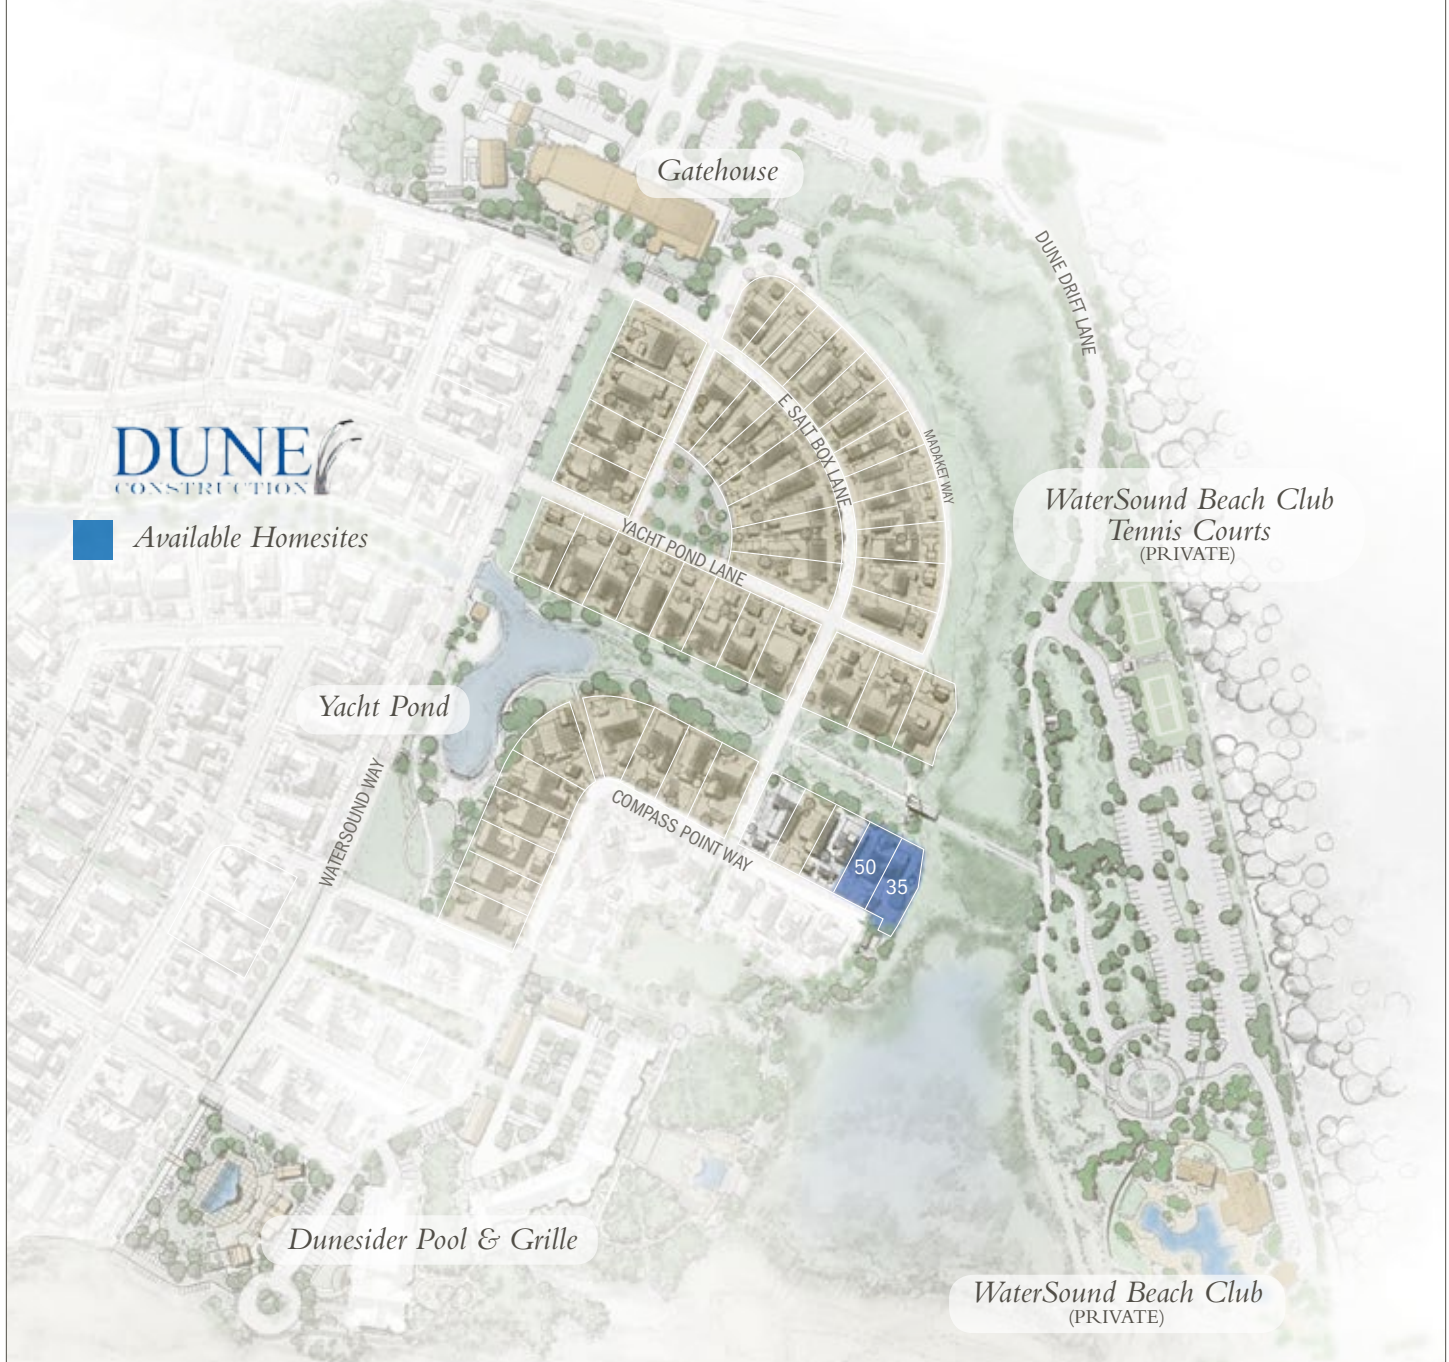 Gatehouse
DUNE DRIFT LANE
E SALT BOX LANE
MADAKET WAY
DUNE
CONSTRUCTION
Available Homesites
WaterSound Beach Club
Tennis Courts
(PRIVATE)
YACHT POND LANE
Yacht Pond
WATERSOUND WAY
COMPASS POINT WAY
50
35
Dunesider Pool & Grille
WaterSound Beach Club
(PRIVATE)